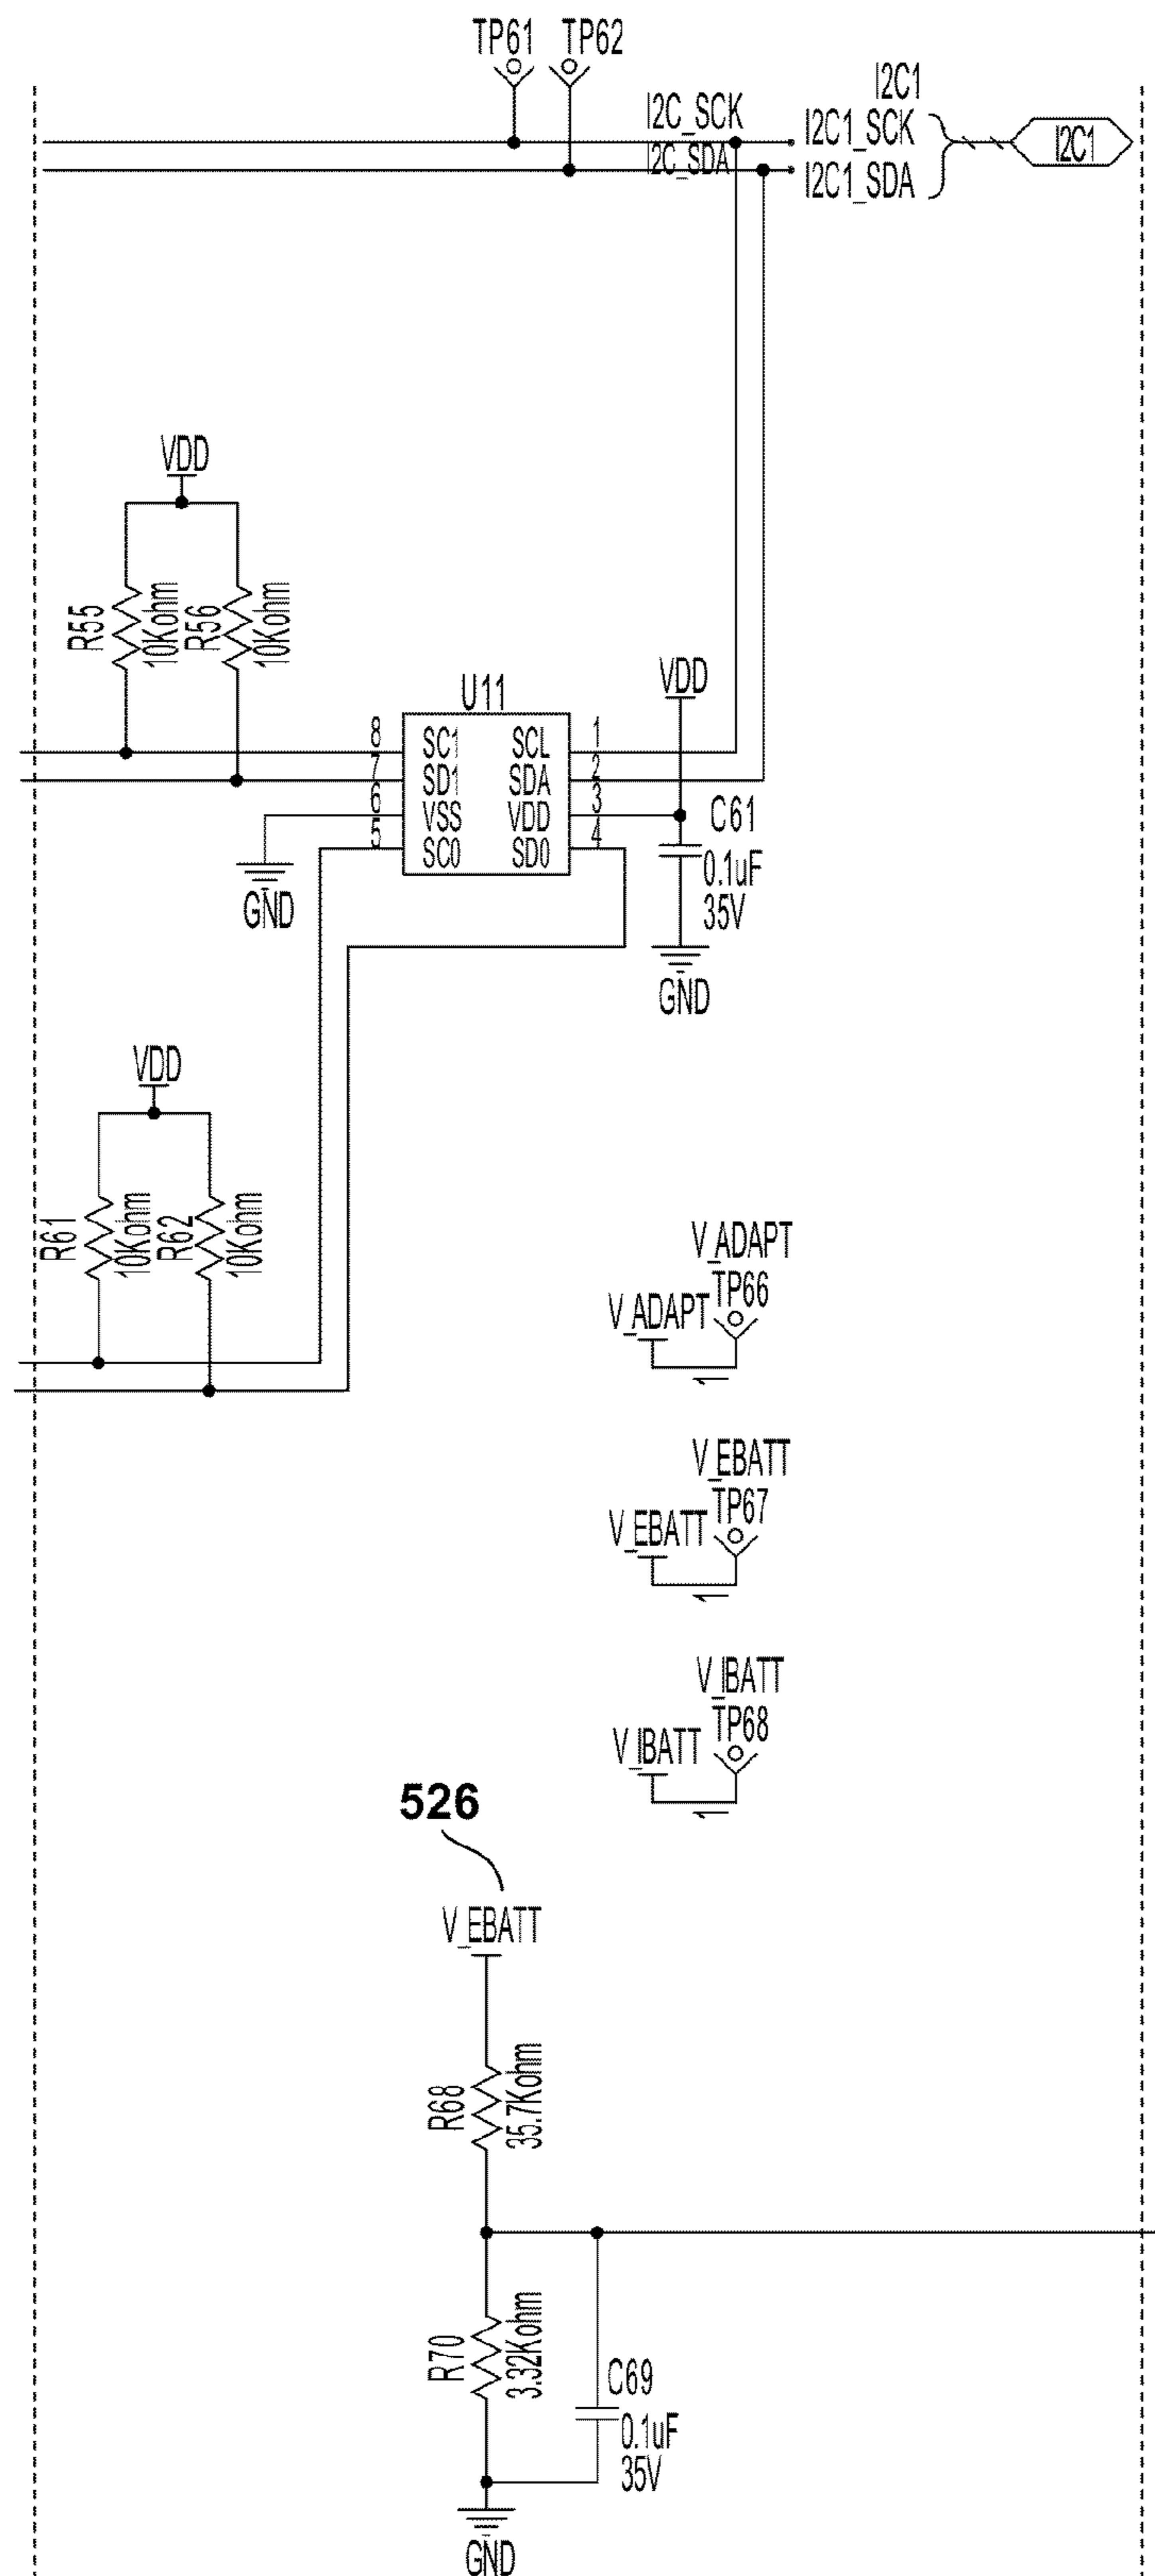 TP61 TP62
I2C1
I2C_SCK I2C1_SCK
I2C1
I2C_SDA I2C1_SDA
VDD
R55 10Kohm R56 10Kohm
U11 VDD
8 SC1 SCL 1
7 SD1 SDA 2
6 VSS VDD 3 C61
5 SC0 SD0 4 0.1uF
35V
GND
GND
VDD
R61 10Kohm R62 10Kohm
V_ADAPT
TP66
V_ADAPT
V_EBATT
TP67
V_EBATT
V_IBATT
TP68
V_IBATT
526
V_EBATT
R68 35.7Kohm
R70 3.32Kohm
C69
0.1uF
35V
GND